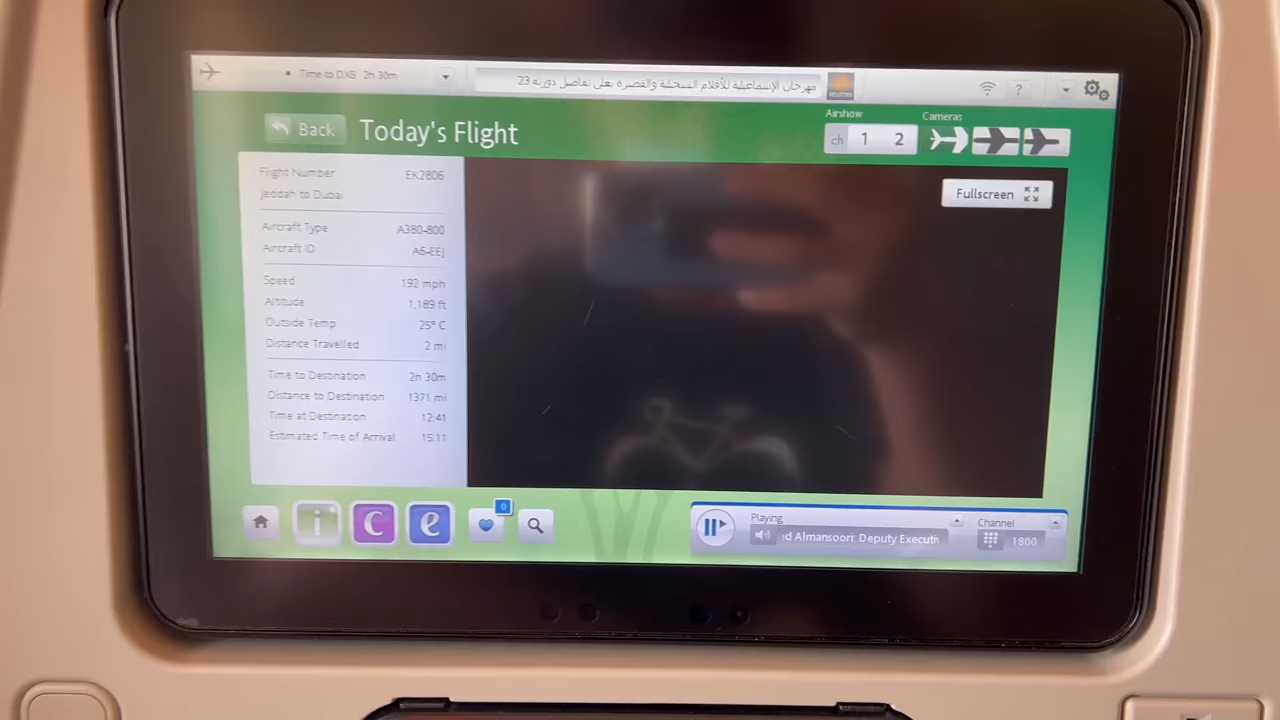 Time to DXB 2h 30m
مهرجان الإسماعيلية للأفلام التسجيلية والقصيرة يعلن تفاصيل دورته 23
REUTERS
?
Back
Today's Flight
Airshow
ch 1 2
Cameras
Flight Number EK2806
Jeddah to Dubai
Aircraft Type A380-800
Aircraft ID A6-EEJ
Speed 192 mph
Altitude 1,189 ft
Outside Temp 25° C
Distance Travelled 2 mi
Time to Destination 2h 30m
Distance to Destination 1371 mi
Time at Destination 12:41
Estimated Time of Arrival 15:11
Fullscreen
i c e
0
Playing
d Almansoori: Deputy Executiv
Channel
1800